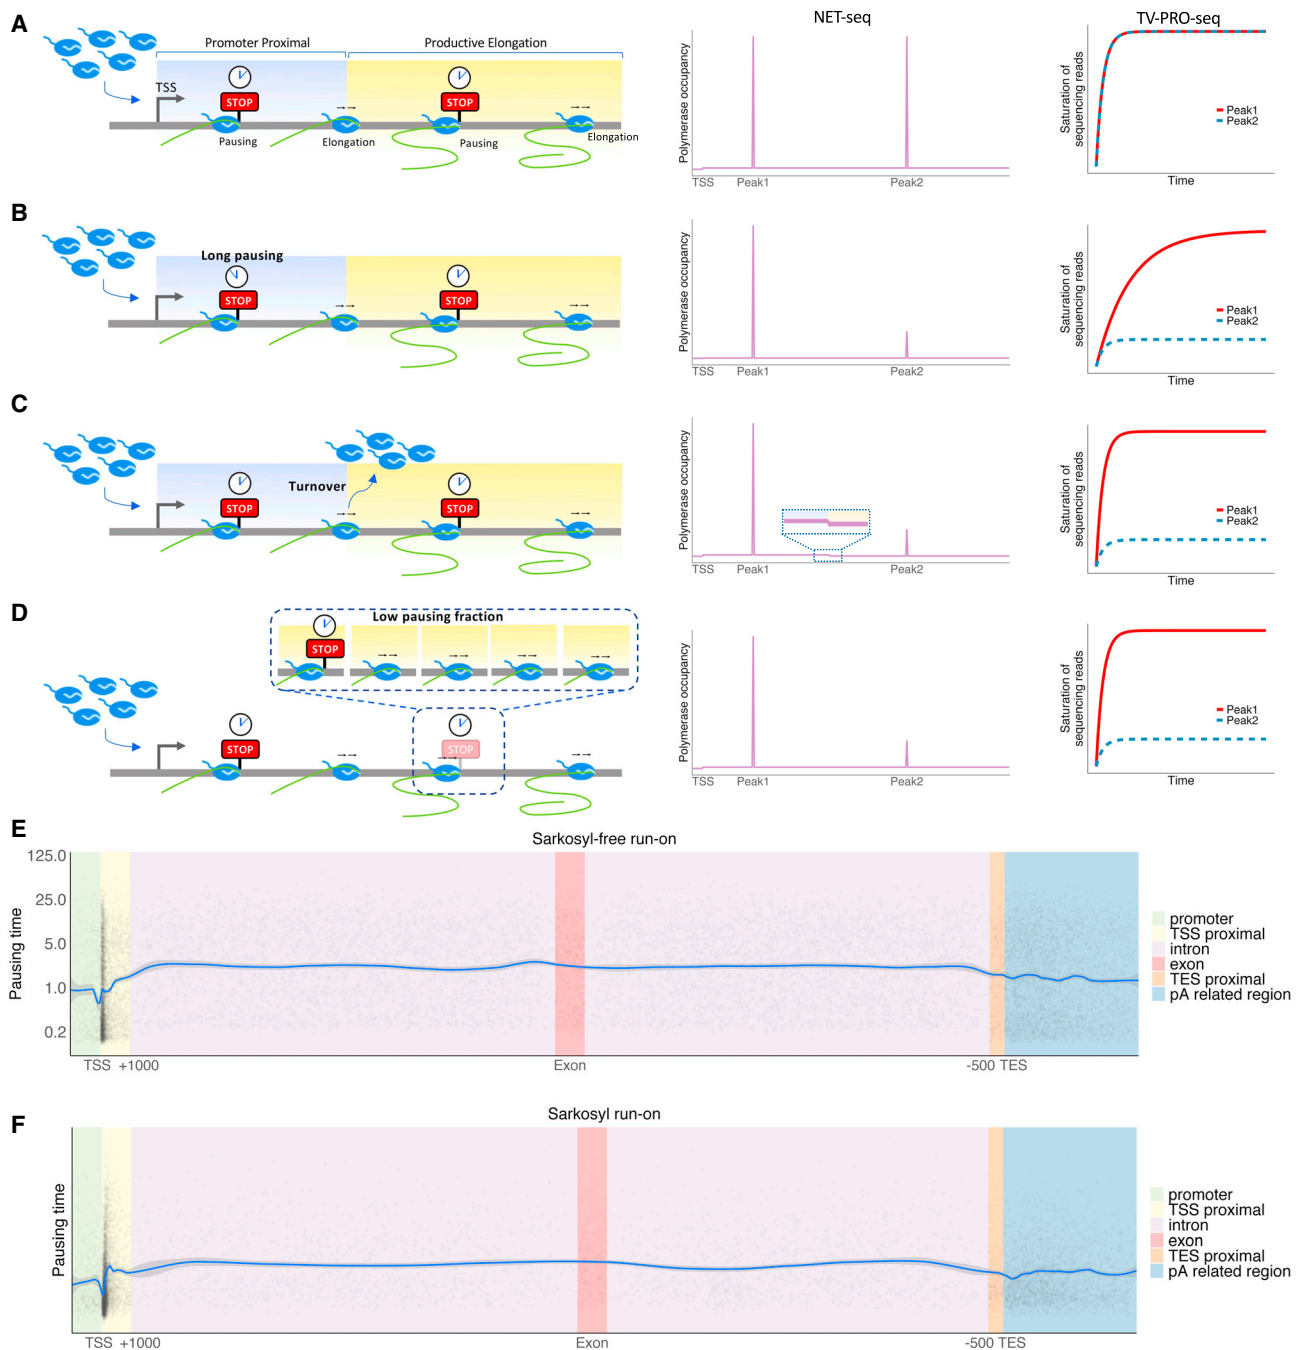 A
Promoter Proximal
Productive Elongation
TSS
STOP
STOP
Pausing
Elongation
Pausing
Elongation
NET-seq
Polymerase occupancy
TSS
Peak1
Peak2
TV-PRO-seq
Saturation of
sequencing reads
Peak1
Peak2
Time
B
Long pausing
STOP
STOP
Polymerase occupancy
TSS
Peak1
Peak2
Saturation of
sequencing reads
Peak1
Peak2
Time
C
Turnover
STOP
STOP
Polymerase occupancy
TSS
Peak1
Peak2
Saturation of
sequencing reads
Peak1
Peak2
Time
D
Low pausing fraction
STOP
STOP
STOP
Polymerase occupancy
TSS
Peak1
Peak2
Saturation of
sequencing reads
Peak1
Peak2
Time
E
Sarkosyl-free run-on
Pausing time
125.0
25.0
5.0
1.0
0.2
TSS
+1000
Exon
-500
TES
promoter
TSS proximal
intron
exon
TES proximal
pA related region
F
Sarkosyl run-on
Pausing time
TSS
+1000
Exon
-500
TES
promoter
TSS proximal
intron
exon
TES proximal
pA related region